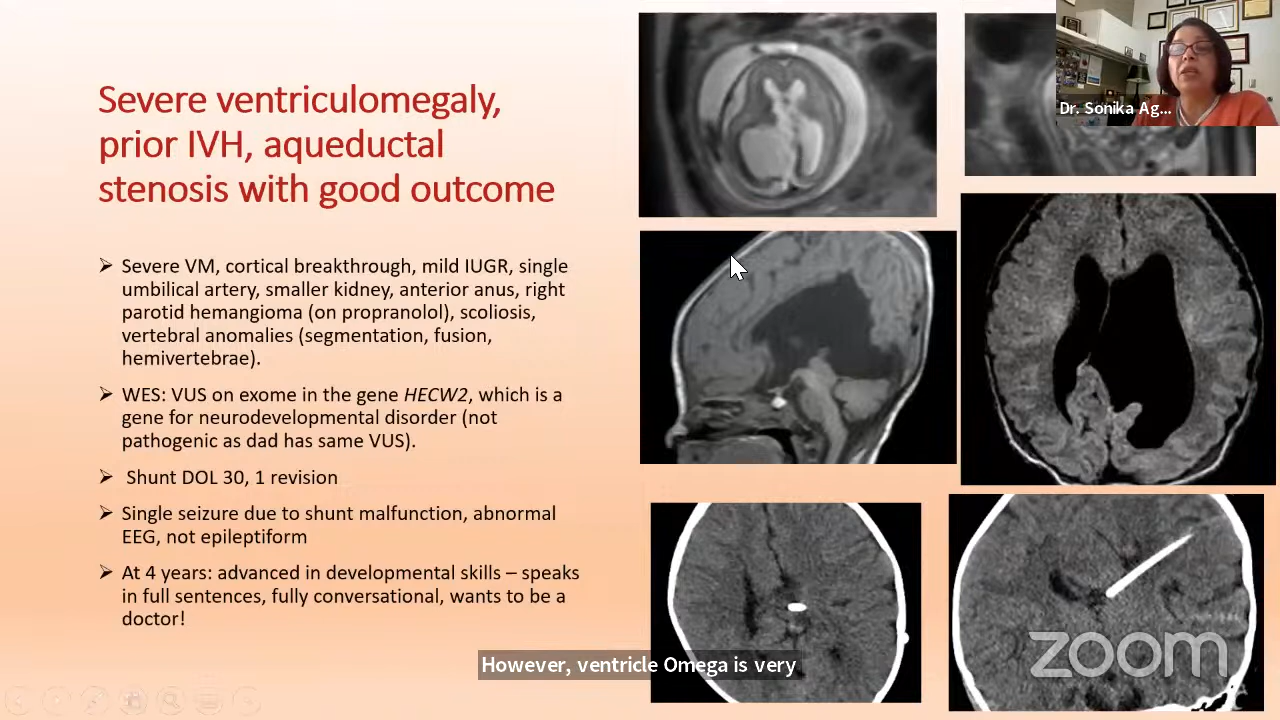 Severe ventriculomegaly,
prior IVH, aqueductal
stenosis with good outcome
Dr. Sonika Ag...
➢ Severe VM, cortical breakthrough, mild IUGR, single
umbilical artery, smaller kidney, anterior anus, right
parotid hemangioma (on propranolol), scoliosis,
vertebral anomalies (segmentation, fusion,
hemivertebrae).
➢ WES: VUS on exome in the gene HECW2, which is a
gene for neurodevelopmental disorder (not
pathogenic as dad has same VUS).
➢ Shunt DOL 30, 1 revision
➢ Single seizure due to shunt malfunction, abnormal
EEG, not epileptiform
➢ At 4 years: advanced in developmental skills – speaks
in full sentences, fully conversational, wants to be a
doctor!
However, ventricle Omega is very
zoom